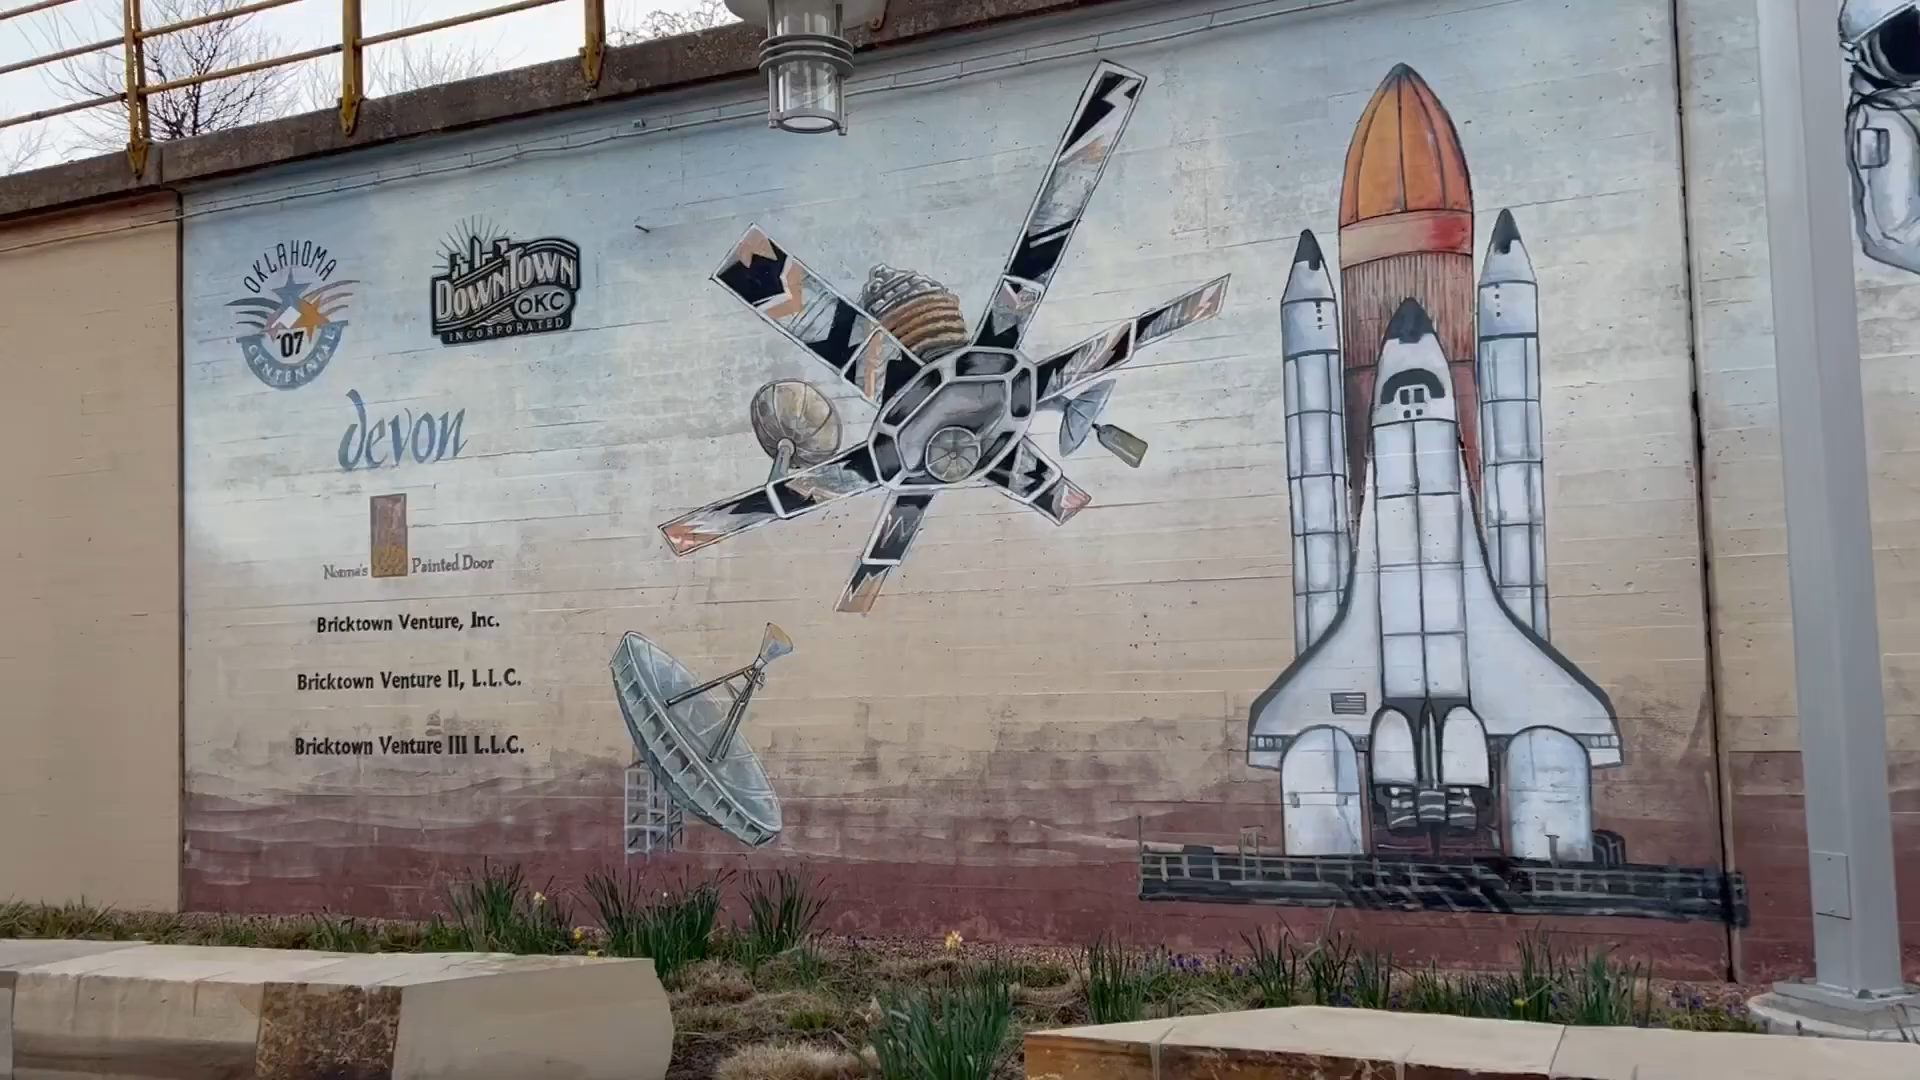 OKLAHOMA
'07
CENTENNIAL
DOWNTOWN
OKC
INCORPORATED
devon
Norma's Painted Door
Bricktown Venture, Inc.
Bricktown Venture II, L.L.C.
Bricktown Venture III L.L.C.